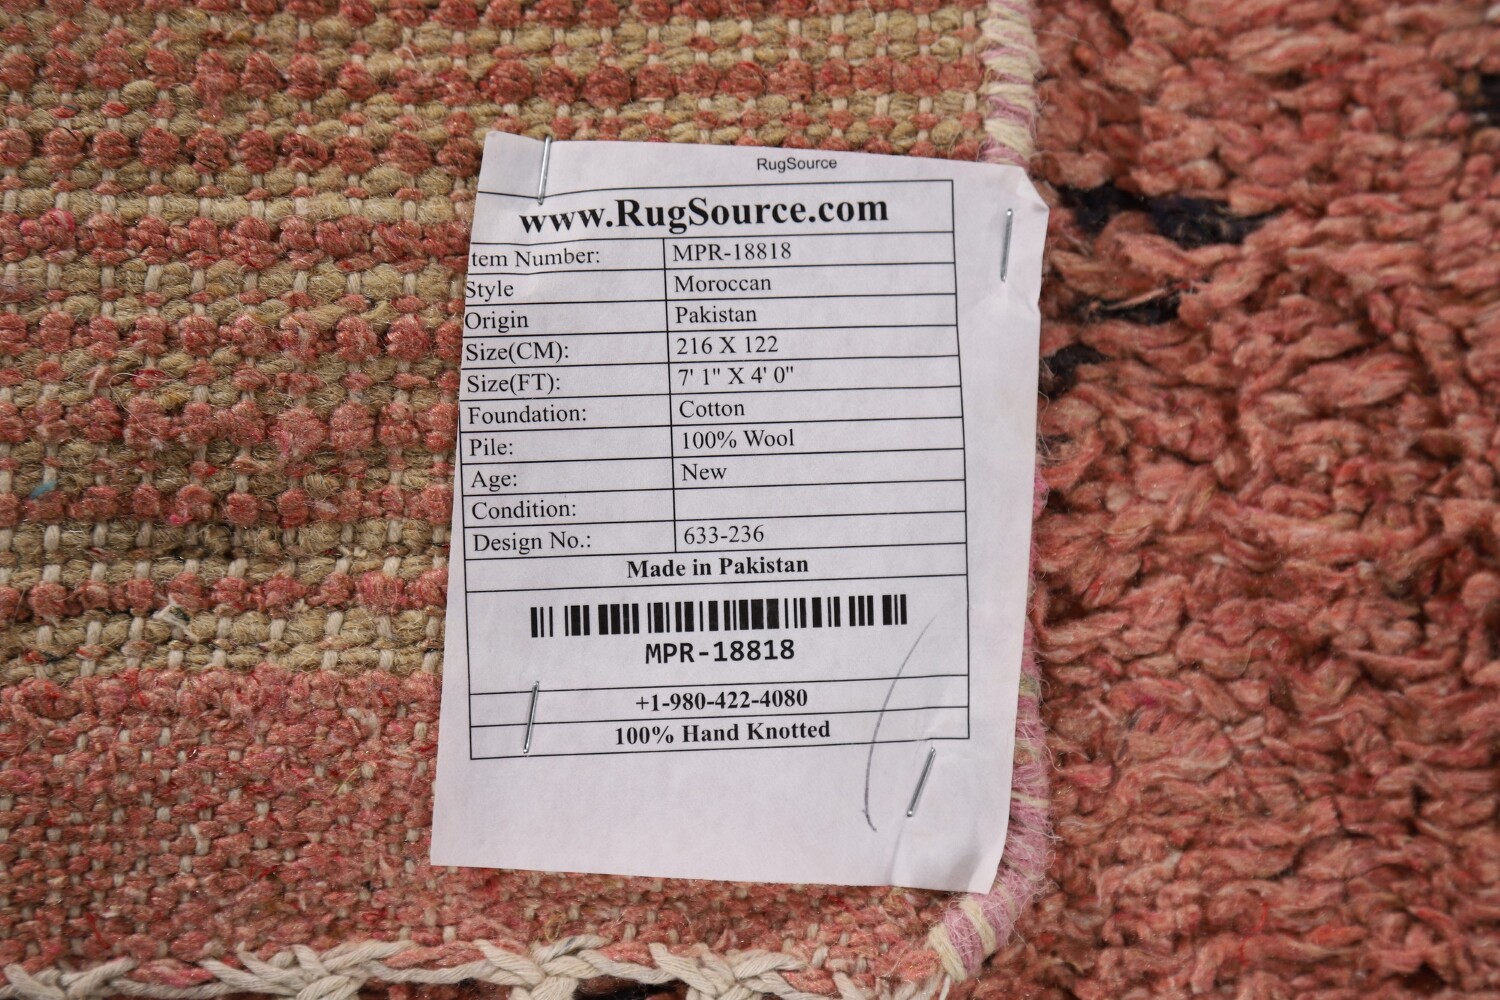 RugSource
www.RugSource.com
tem Number: MPR-18818
Style Moroccan
Origin Pakistan
Size(CM): 216 X 122
Size(FT): 7' 1" X 4' 0"
Foundation: Cotton
Pile: 100% Wool
Age: New
Condition:
Design No.: 633-236
Made in Pakistan
MPR-18818
+1-980-422-4080
100% Hand Knotted